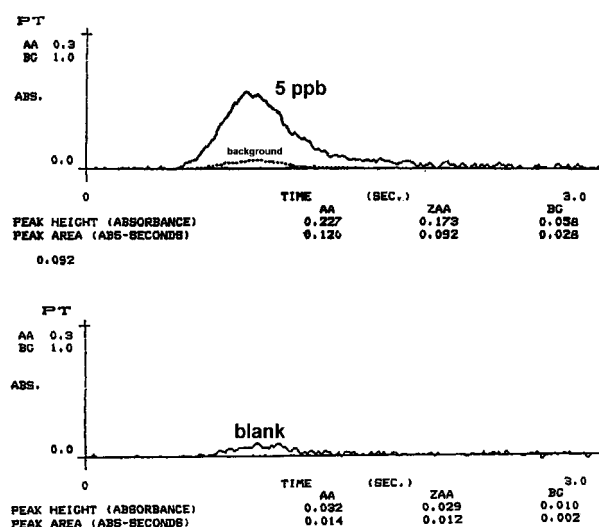 PT
AA 0.3
BG 1.0
5 ppb
ABS.
background
0.0
0 TIME (SEC.) 3.0
AA ZAA BG
PEAK HEIGHT (ABSORBANCE) 0.227 0.173 0.058
PEAK AREA (ABS-SECONDS) 0.120 0.092 0.028
0.092
PT
AA 0.3
BG 1.0
ABS.
blank
0.0
0 TIME (SEC.) 3.0
AA ZAA BG
PEAK HEIGHT (ABSORBANCE) 0.032 0.029 0.010
PEAK AREA (ABS-SECONDS) 0.014 0.012 0.002